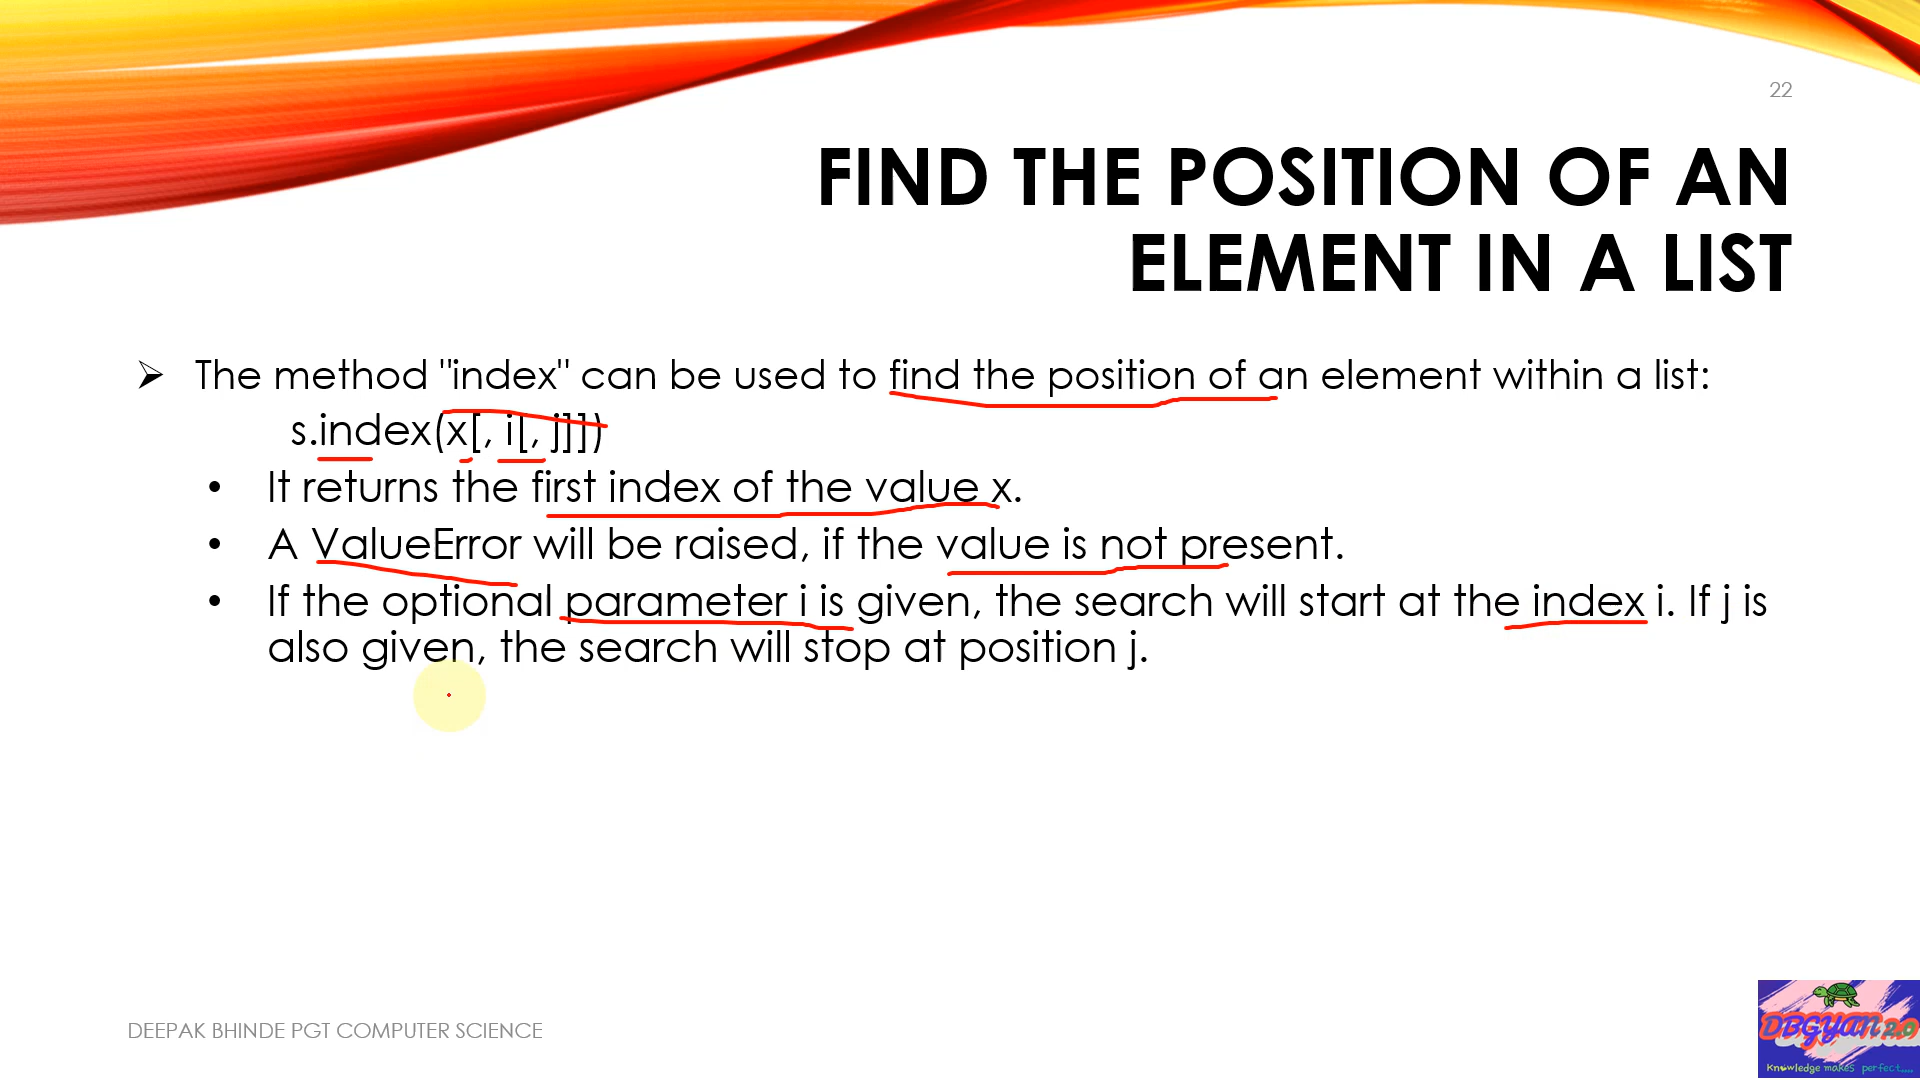 22
FIND THE POSITION OF AN
ELEMENT IN A LIST
➢ The method "index" can be used to find the position of an element within a list:
s.index(x[, i[, j]])
• It returns the first index of the value x.
• A ValueError will be raised, if the value is not present.
• If the optional parameter i is given, the search will start at the index i. If j is
also given, the search will stop at position j.
DEEPAK BHINDE PGT COMPUTER SCIENCE
DBGYAN 2.0
Knowledge makes perfect....